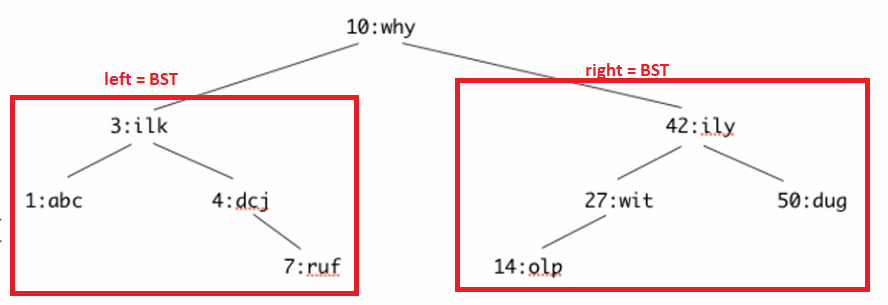 10:why
left = BST
right = BST
3:ilk
42:ily
1:abc
4:dcj
27:wit
50:dug
7:ruf
14:olp